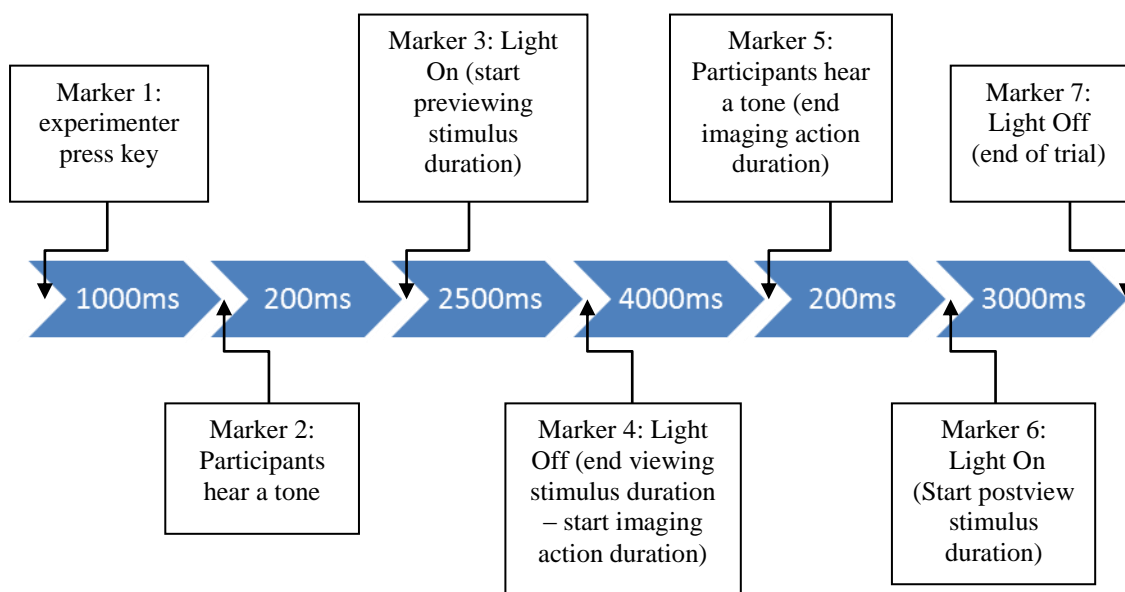 Marker 1:
experimenter
press key
Marker 3: Light
On (start
previewing
stimulus
duration)
Marker 5:
Participants hear
a tone (end
imaging action
duration)
Marker 7:
Light Off
(end of trial)
1000ms
200ms
2500ms
4000ms
200ms
3000ms
Marker 2:
Participants
hear a tone
Marker 4: Light
Off (end viewing
stimulus duration
– start imaging
action duration)
Marker 6:
Light On
(Start postview
stimulus
duration)